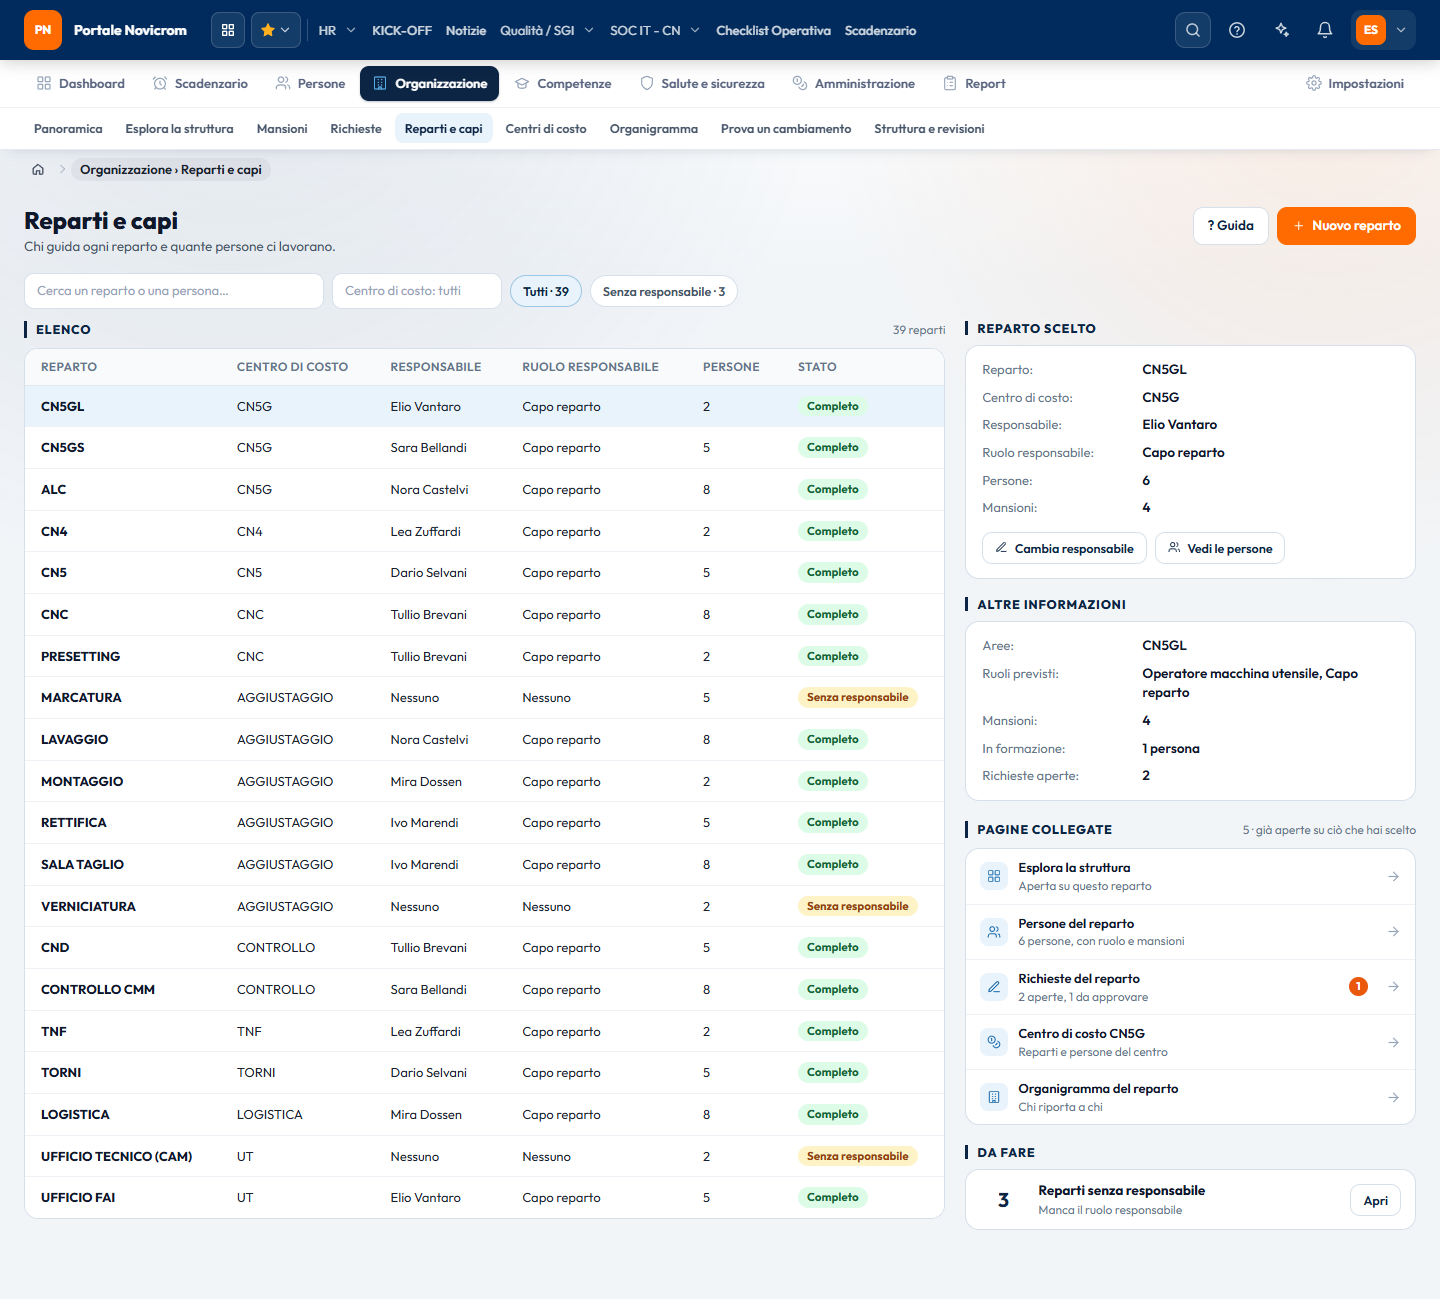 PN Portale Novicrom HR KICK-OFF Notizie Qualità / SGI SOC IT - CN Checklist Operativa Scadenzario ES
Dashboard Scadenzario Persone Organizzazione Competenze Salute e sicurezza Amministrazione Report Impostazioni
Panoramica Esplora la struttura Mansioni Richieste Reparti e capi Centri di costo Organigramma Prova un cambiamento Struttura e revisioni
Organizzazione › Reparti e capi
Reparti e capi
Chi guida ogni reparto e quante persone ci lavorano.
? Guida
+ Nuovo reparto
Cerca un reparto o una persona…
Centro di costo: tutti
Tutti · 39
Senza responsabile · 3
ELENCO
39 reparti
REPARTO CENTRO DI COSTO RESPONSABILE RUOLO RESPONSABILE PERSONE STATO
CN5GL CN5G Elio Vantaro Capo reparto 2 Completo
CN5GS CN5G Sara Bellandi Capo reparto 5 Completo
ALC CN5G Nora Castelvi Capo reparto 8 Completo
CN4 CN4 Lea Zuffardi Capo reparto 2 Completo
CN5 CN5 Dario Selvani Capo reparto 5 Completo
CNC CNC Tullio Brevani Capo reparto 8 Completo
PRESETTING CNC Tullio Brevani Capo reparto 2 Completo
MARCATURA AGGIUSTAGGIO Nessuno Nessuno 5 Senza responsabile
LAVAGGIO AGGIUSTAGGIO Nora Castelvi Capo reparto 8 Completo
MONTAGGIO AGGIUSTAGGIO Mira Dossen Capo reparto 2 Completo
RETTIFICA AGGIUSTAGGIO Ivo Marendi Capo reparto 5 Completo
SALA TAGLIO AGGIUSTAGGIO Ivo Marendi Capo reparto 8 Completo
VERNICIATURA AGGIUSTAGGIO Nessuno Nessuno 2 Senza responsabile
CND CONTROLLO Tullio Brevani Capo reparto 5 Completo
CONTROLLO CMM CONTROLLO Sara Bellandi Capo reparto 8 Completo
TNF TNF Lea Zuffardi Capo reparto 2 Completo
TORNI TORNI Dario Selvani Capo reparto 5 Completo
LOGISTICA LOGISTICA Mira Dossen Capo reparto 8 Completo
UFFICIO TECNICO (CAM) UT Nessuno Nessuno 2 Senza responsabile
UFFICIO FAI UT Elio Vantaro Capo reparto 5 Completo
REPARTO SCELTO
Reparto: CN5GL
Centro di costo: CN5G
Responsabile: Elio Vantaro
Ruolo responsabile: Capo reparto
Persone: 6
Mansioni: 4
Cambia responsabile
Vedi le persone
ALTRE INFORMAZIONI
Aree: CN5GL
Ruoli previsti: Operatore macchina utensile, Capo
reparto
Mansioni: 4
In formazione: 1 persona
Richieste aperte: 2
PAGINE COLLEGATE
5 · già aperte su ciò che hai scelto
Esplora la struttura
Aperta su questo reparto
Persone del reparto
6 persone, con ruolo e mansioni
Richieste del reparto
2 aperte, 1 da approvare
1
Centro di costo CN5G
Reparti e persone del centro
Organigramma del reparto
Chi riporta a chi
DA FARE
3
Reparti senza responsabile
Manca il ruolo responsabile
Apri